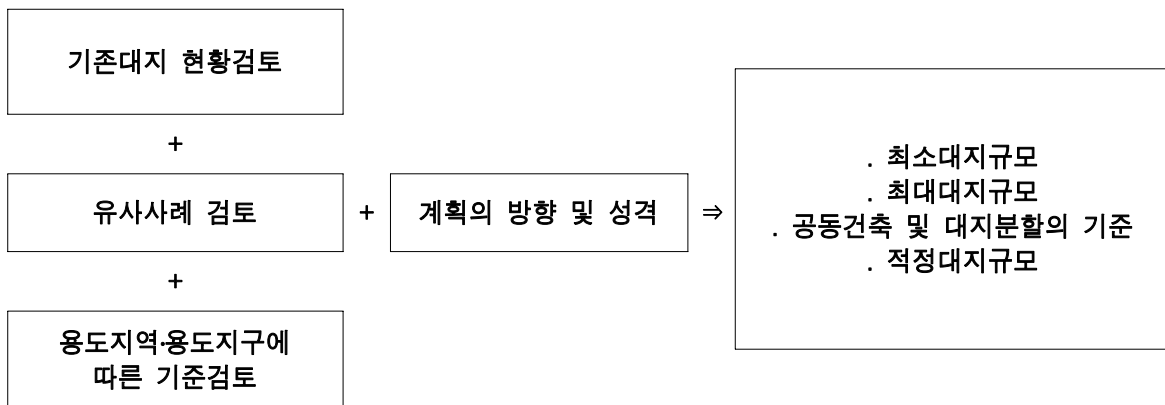 기존대지 현황검토
+
유사사례 검토
+
용도지역·용도지구에
따른 기준검토
+
계획의 방향 및 성격
⇒
. 최소대지규모
. 최대대지규모
. 공동건축 및 대지분할의 기준
. 적정대지규모